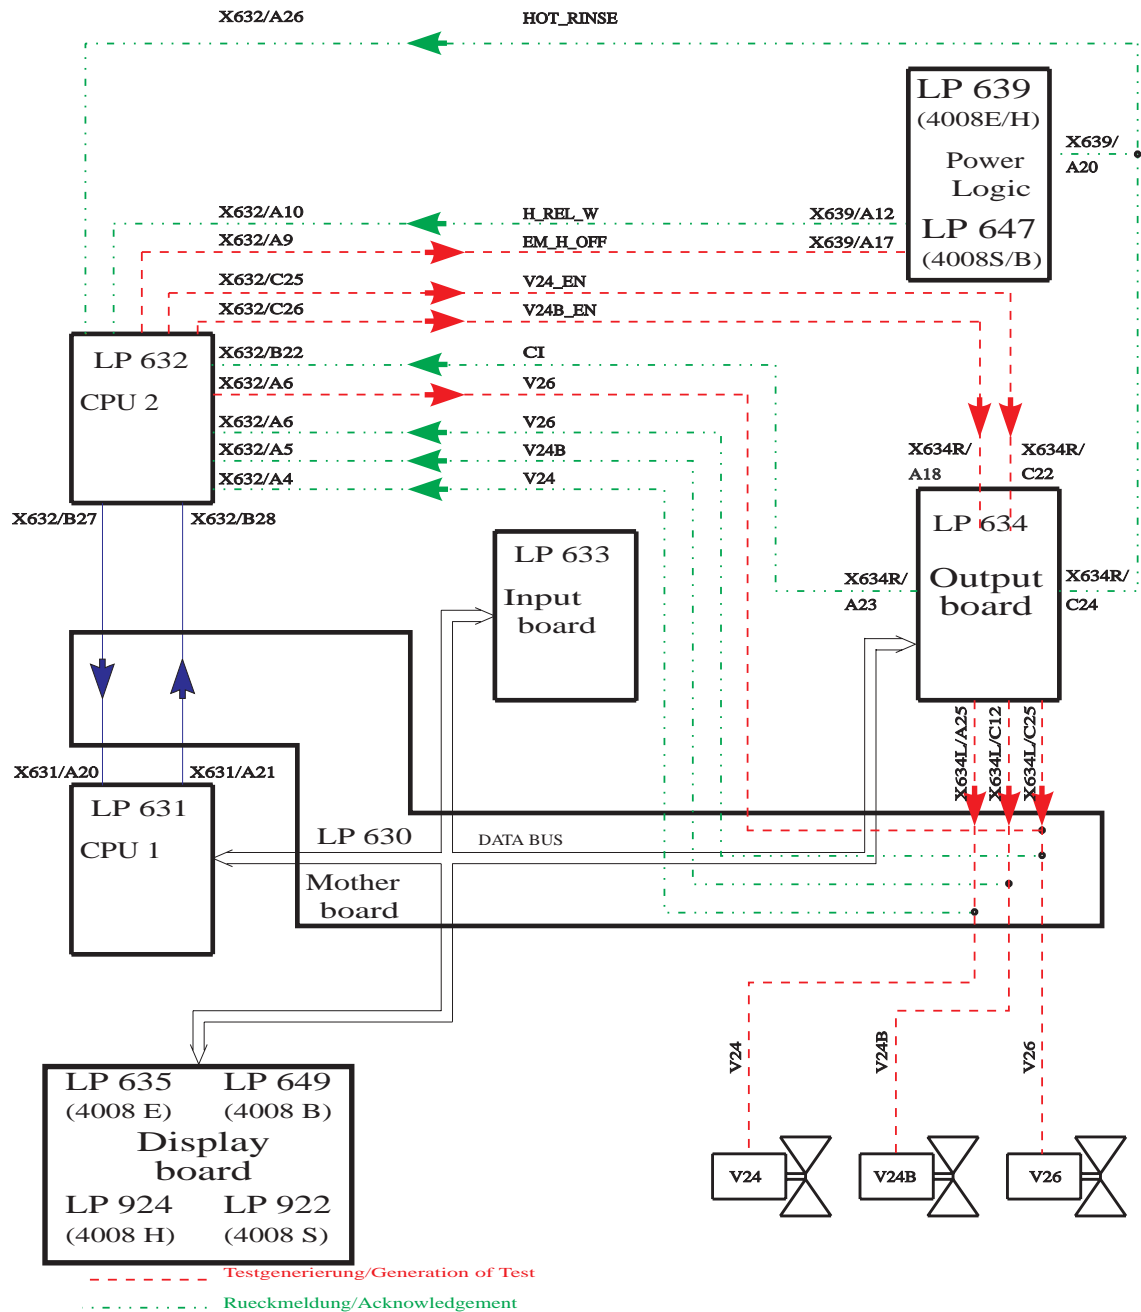 X632/A26 HOT_RINSE
LP 639
(4008E/H)
Power
Logic
LP 647
(4008S/B)
X639/
A20
X632/A10 H_REL_W X639/A12
X632/A9 EM_H_OFF X639/A17
X632/C25 V24_EN
X632/C26 V24B_EN
LP 632
CPU 2
X632/B22 CI
X632/A6 V26
X632/A6 V26
X632/A5 V24B
X632/A4 V24
X634R/
A18
X634R/
C22
X632/B27 X632/B28
LP 633
Input
board
LP 634
Output
board
X634R/
A23
X634R/
C24
X634L/A25
X634L/C12
X634L/C25
X631/A20 X631/A21
LP 631
CPU 1
LP 630 DATA BUS
Mother
board
V24
V24B
V26
LP 635 LP 649
(4008 E) (4008 B)
Display
board
LP 924 LP 922
(4008 H) (4008 S)
V24 V24B V26
Testgenerierung/Generation of Test
Rueckmeldung/Acknowledgement